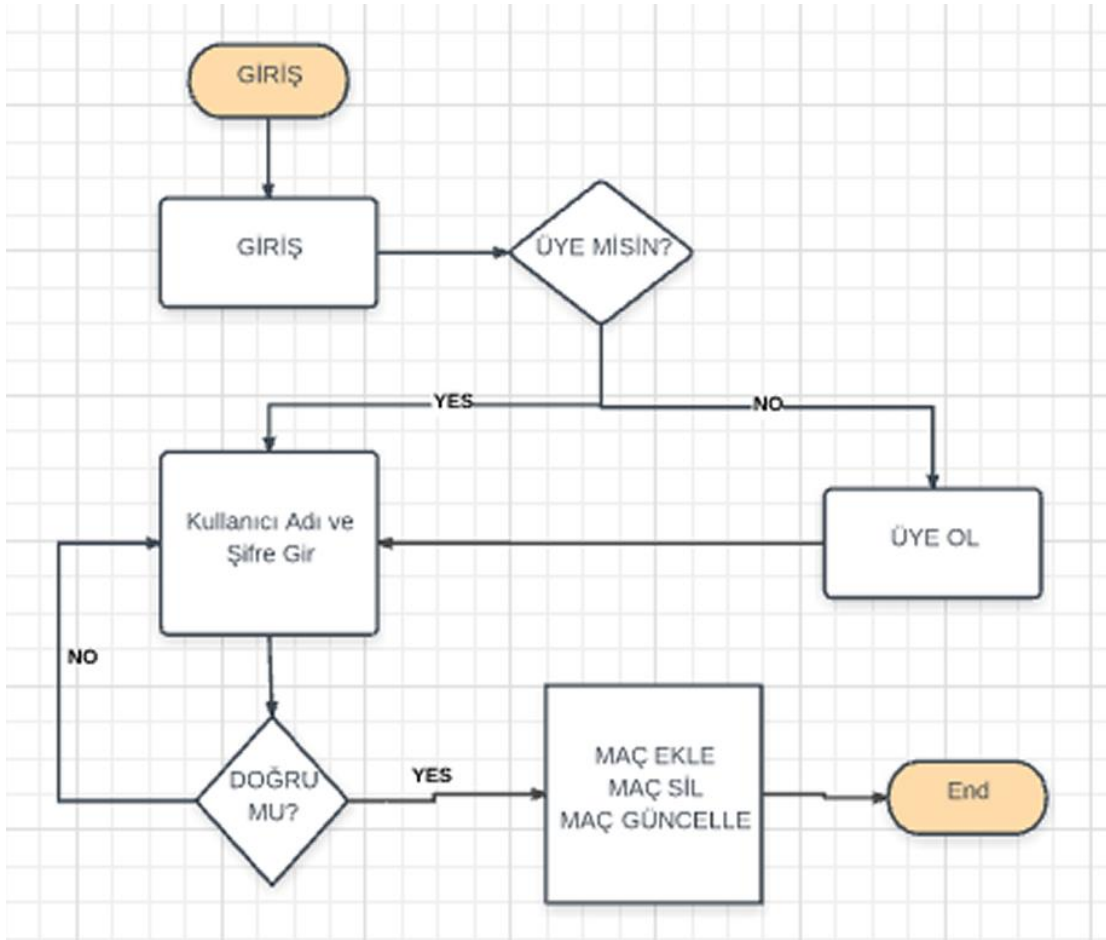 GİRİŞ
GİRİŞ
ÜYE MİSİN?
YES
NO
Kullanıcı Adı ve
Şifre Gir
ÜYE OL
NO
DOĞRU
MU?
YES
MAÇ EKLE
MAÇ SİL
MAÇ GÜNCELLE
End